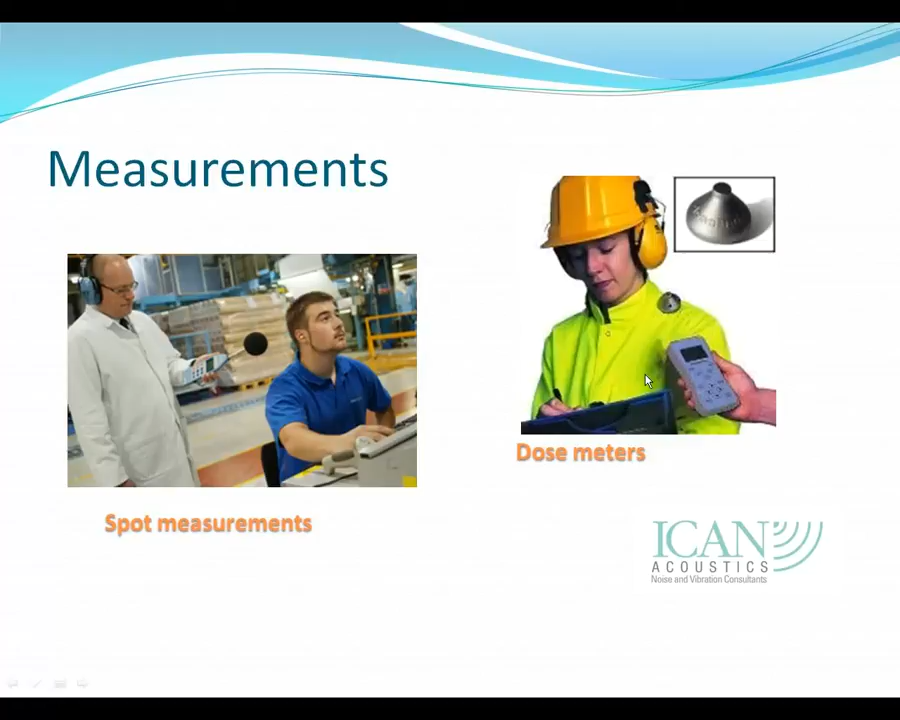 Measurements
Dose meters
Spot measurements
ICAN
ACOUSTICS
Noise and Vibration Consultants